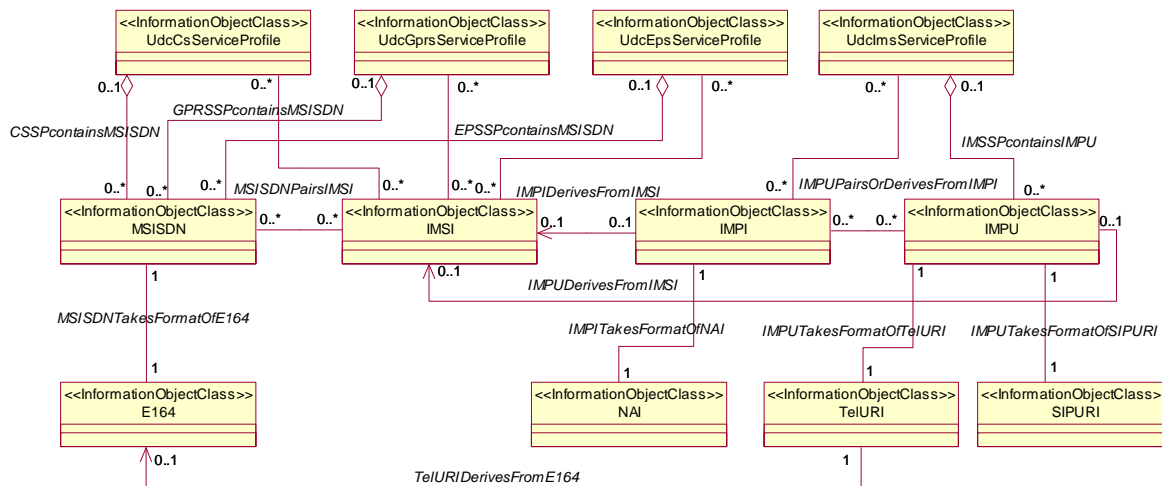 <<InformationObjectClass>>
UdcCsServiceProfile
<<InformationObjectClass>>
UdcGprsServiceProfile
<<InformationObjectClass>>
UdcEpsServiceProfile
<<InformationObjectClass>>
UdcImsServiceProfile
0..1
0..*
0..1
0..*
0..1
0..*
0..*
0..1
GPRSSPcontainsMSISDN
CSSPcontainsMSISDN
EPSSPcontainsMSISDN
IMSSPcontainsIMPU
0..*
0..*
0..*
MSISDNPairsIMSI
0..*
0..*
0..*
IMPIDerivesFromIMSI
0..*
IMPUPairsOrDerivesFromIMPI
0..*
<<InformationObjectClass>>
MSISDN
0..*
0..*
<<InformationObjectClass>>
IMSI
0..1
0..1
<<InformationObjectClass>>
IMPI
0..*
0..*
<<InformationObjectClass>>
IMPU
0..1
1
0..1
IMPUDerivesFromIMSI
1
1
1
MSISDNTakesFormatOfE164
IMPITakesFormatOfNAI
IMPUTakesFormatOfTelURI
IMPUTakesFormatOfSIPURI
1
1
1
1
<<InformationObjectClass>>
E164
<<InformationObjectClass>>
NAI
<<InformationObjectClass>>
TelURI
<<InformationObjectClass>>
SIPURI
0..1
1
TelURIDerivesFromE164